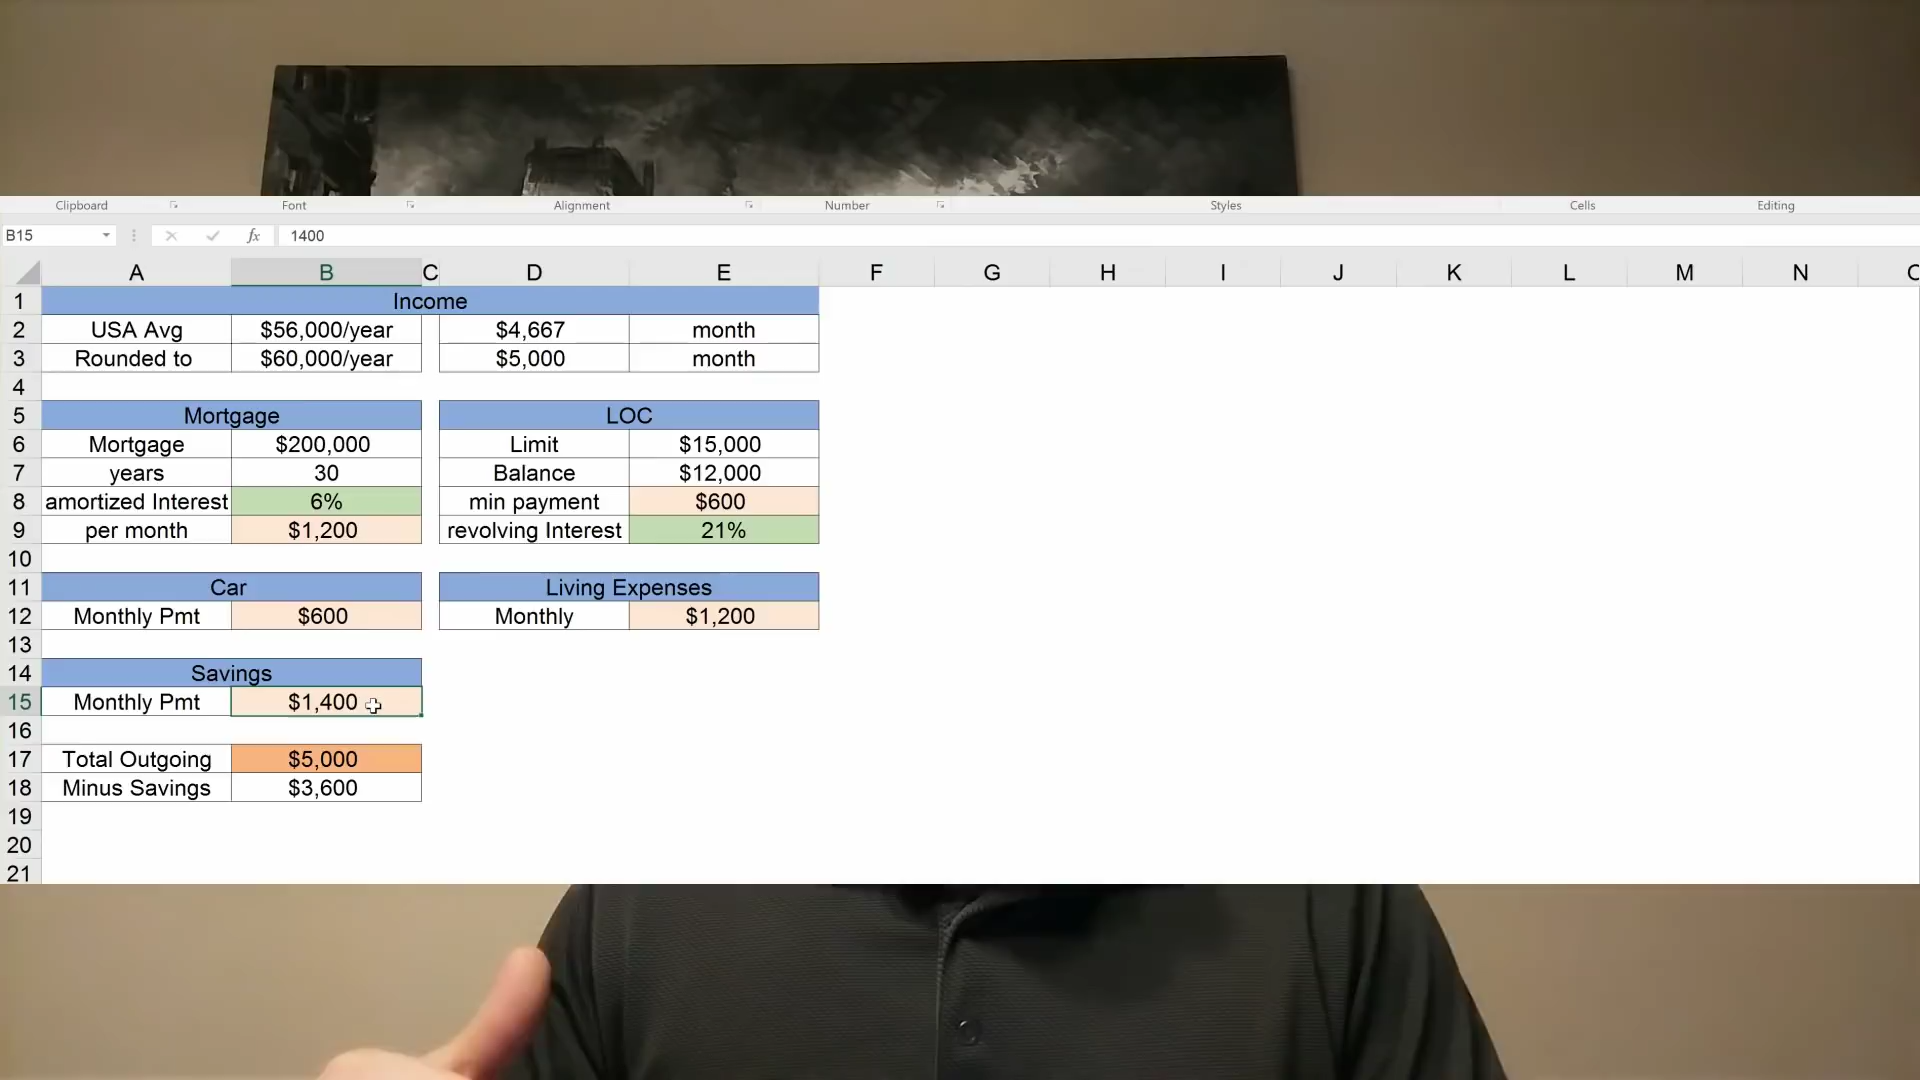 Clipboard Font Alignment Number Styles Cells Editing
B15 fx 1400
A B C D E F G H I J K L M N
1 Income
2 USA Avg $56,000/year $4,667 month
3 Rounded to $60,000/year $5,000 month
4
5 Mortgage LOC
6 Mortgage $200,000 Limit $15,000
7 years 30 Balance $12,000
8 amortized Interest 6% min payment $600
9 per month $1,200 revolving Interest 21%
10
11 Car Living Expenses
12 Monthly Pmt $600 Monthly $1,200
13
14 Savings
15 Monthly Pmt $1,400
16
17 Total Outgoing $5,000
18 Minus Savings $3,600
19
20
21